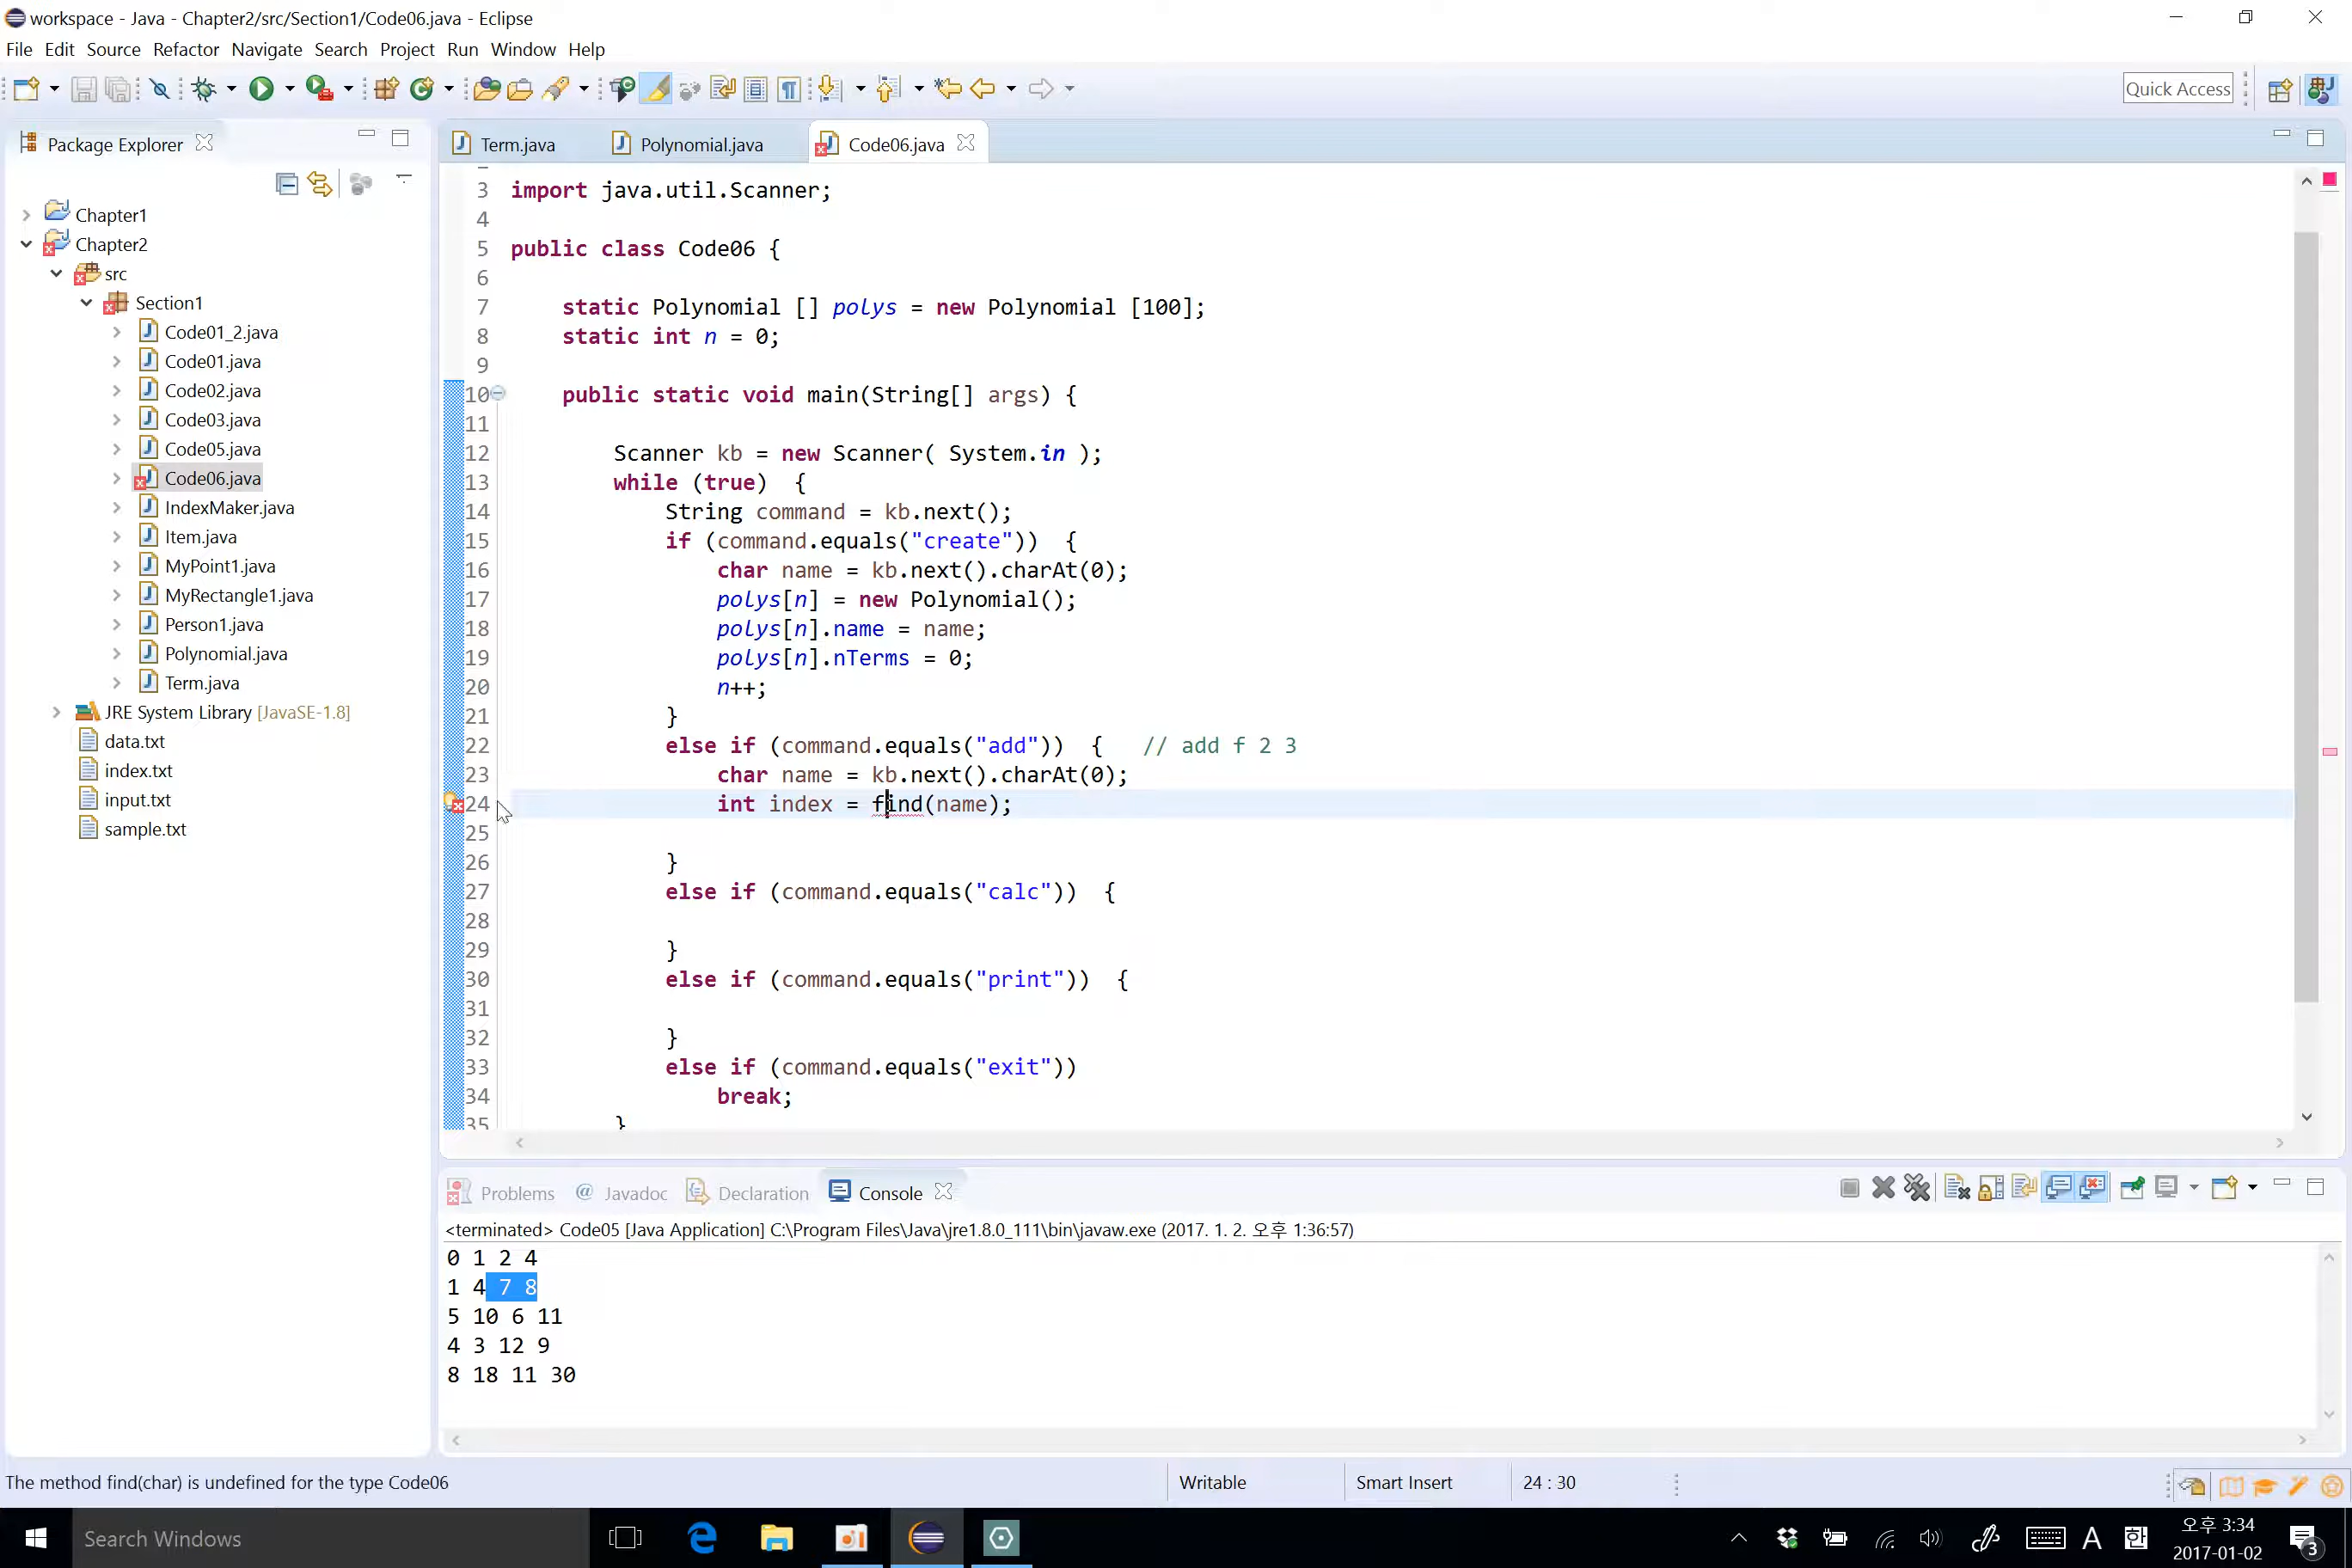 workspace - Java - Chapter2/src/Section1/Code06.java - Eclipse
File Edit Source Refactor Navigate Search Project Run Window Help
Quick Access
Package Explorer
Chapter1
Chapter2
src
Section1
Code01_2.java
Code01.java
Code02.java
Code03.java
Code05.java
Code06.java
IndexMaker.java
Item.java
MyPoint1.java
MyRectangle1.java
Person1.java
Polynomial.java
Term.java
JRE System Library [JavaSE-1.8]
data.txt
index.txt
input.txt
sample.txt
Term.java Polynomial.java Code06.java
3 import java.util.Scanner;
4
5 public class Code06 {
6
7 static Polynomial [] polys = new Polynomial [100];
8 static int n = 0;
9
10 public static void main(String[] args) {
11
12 Scanner kb = new Scanner( System.in );
13 while (true) {
14 String command = kb.next();
15 if (command.equals("create")) {
16 char name = kb.next().charAt(0);
17 polys[n] = new Polynomial();
18 polys[n].name = name;
19 polys[n].nTerms = 0;
20 n++;
21 }
22 else if (command.equals("add")) { // add f 2 3
23 char name = kb.next().charAt(0);
24 int index = find(name);
25
26 }
27 else if (command.equals("calc")) {
28
29 }
30 else if (command.equals("print")) {
31
32 }
33 else if (command.equals("exit"))
34 break;
35 }
Problems @ Javadoc Declaration Console
<terminated> Code05 [Java Application] C:\Program Files\Java\jre1.8.0_111\bin\javaw.exe (2017. 1. 2. 오후 1:36:57)
0 1 2 4
1 4 7 8
5 10 6 11
4 3 12 9
8 18 11 30
The method find(char) is undefined for the type Code06 Writable Smart Insert 24 : 30
Search Windows
A 한 오후 3:34
2017-01-02
3